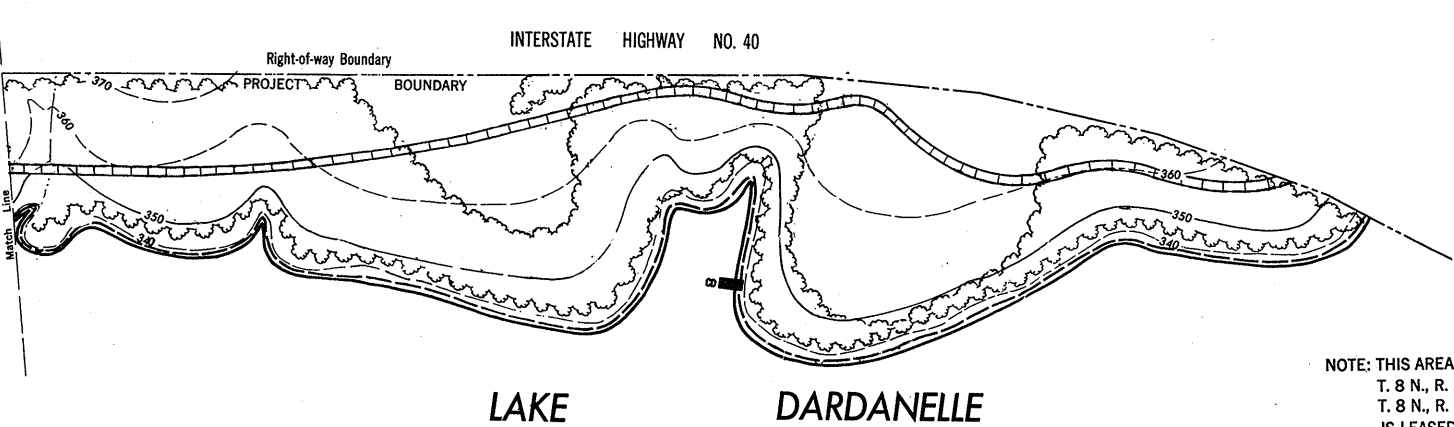 INTERSTATE HIGHWAY NO. 40
Right-of-way Boundary
PROJECT BOUNDARY
370
360
360
350
350
340
340
Match Line
CD
LAKE DARDANELLE
NOTE: THIS AREA
T. 8 N., R.
T. 8 N., R.
IS LEASED